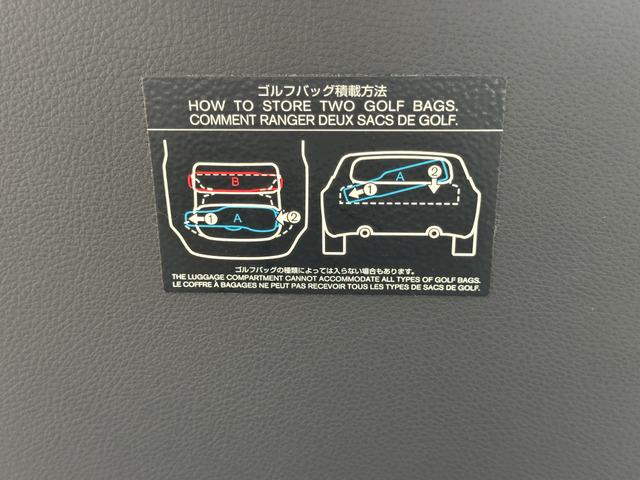 ゴルフバッグ積載方法
HOW TO STORE TWO GOLF BAGS.
COMMENT RANGER DEUX SACS DE GOLF.
B
A
1
2
A
1
2
ゴルフバッグの種類によっては入らない場合もあります。
THE LUGGAGE COMPARTMENT CANNOT ACCOMMODATE ALL TYPES OF GOLF BAGS.
LE COFFRE À BAGAGES NE PEUT PAS RECEVOIR TOUS LES TYPES DE SACS DE GOLF.